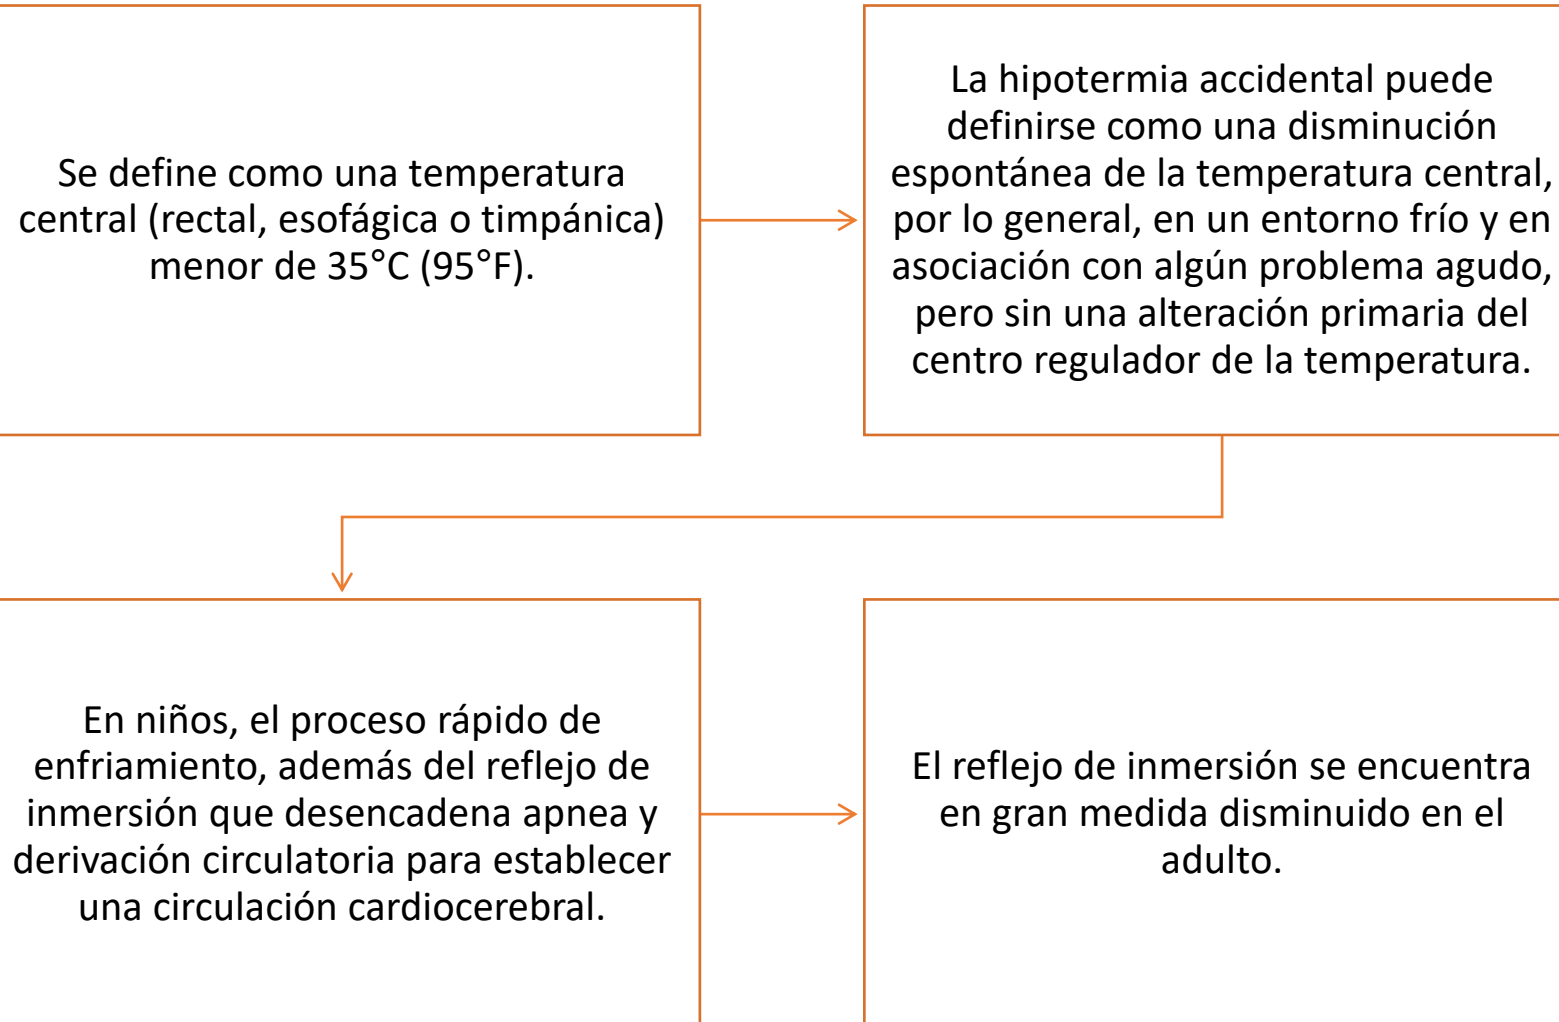 Se define como una temperatura
central (rectal, esofágica o timpánica)
menor de 35°C (95°F).
La hipotermia accidental puede
definirse como una disminución
espontánea de la temperatura central,
por lo general, en un entorno frío y en
asociación con algún problema agudo,
pero sin una alteración primaria del
centro regulador de la temperatura.
En niños, el proceso rápido de
enfriamiento, además del reflejo de
inmersión que desencadena apnea y
derivación circulatoria para establecer
una circulación cardiocerebral.
El reflejo de inmersión se encuentra
en gran medida disminuido en el
adulto.